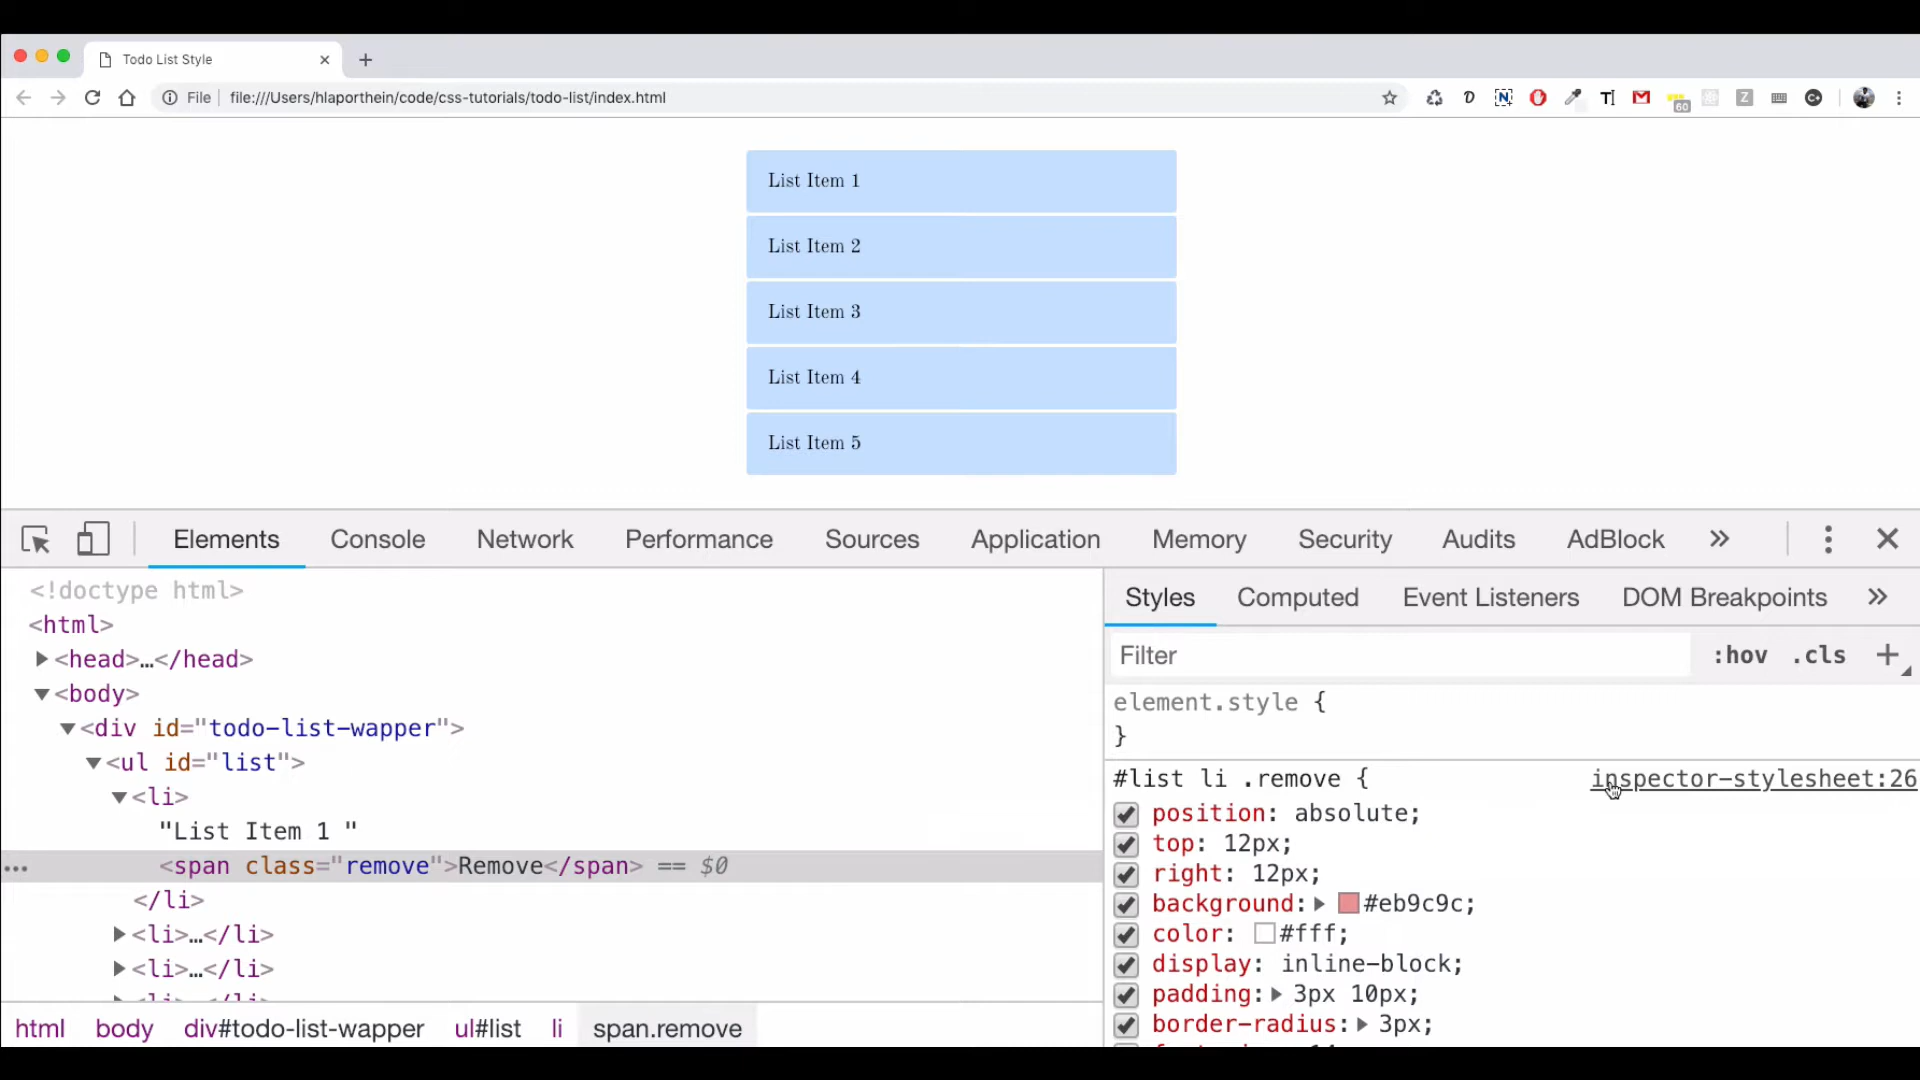 Todo List Style
File
file:///Users/hlaporthein/code/css-tutorials/todo-list/index.html
60
List Item 1
List Item 2
List Item 3
List Item 4
List Item 5
Elements Console Network Performance Sources Application Memory Security Audits AdBlock »
<!doctype html>
<html>
<head>…</head>
<body>
<div id="todo-list-wapper">
<ul id="list">
<li>
"List Item 1 "
<span class="remove">Remove</span> == $0
</li>
<li>…</li>
<li>…</li>
html body div#todo-list-wapper ul#list li span.remove
Styles Computed Event Listeners DOM Breakpoints »
Filter :hov .cls +
element.style {
}
#list li .remove { inspector-stylesheet:26
position: absolute;
top: 12px;
right: 12px;
background: #eb9c9c;
color: #fff;
display: inline-block;
padding: 3px 10px;
border-radius: 3px;